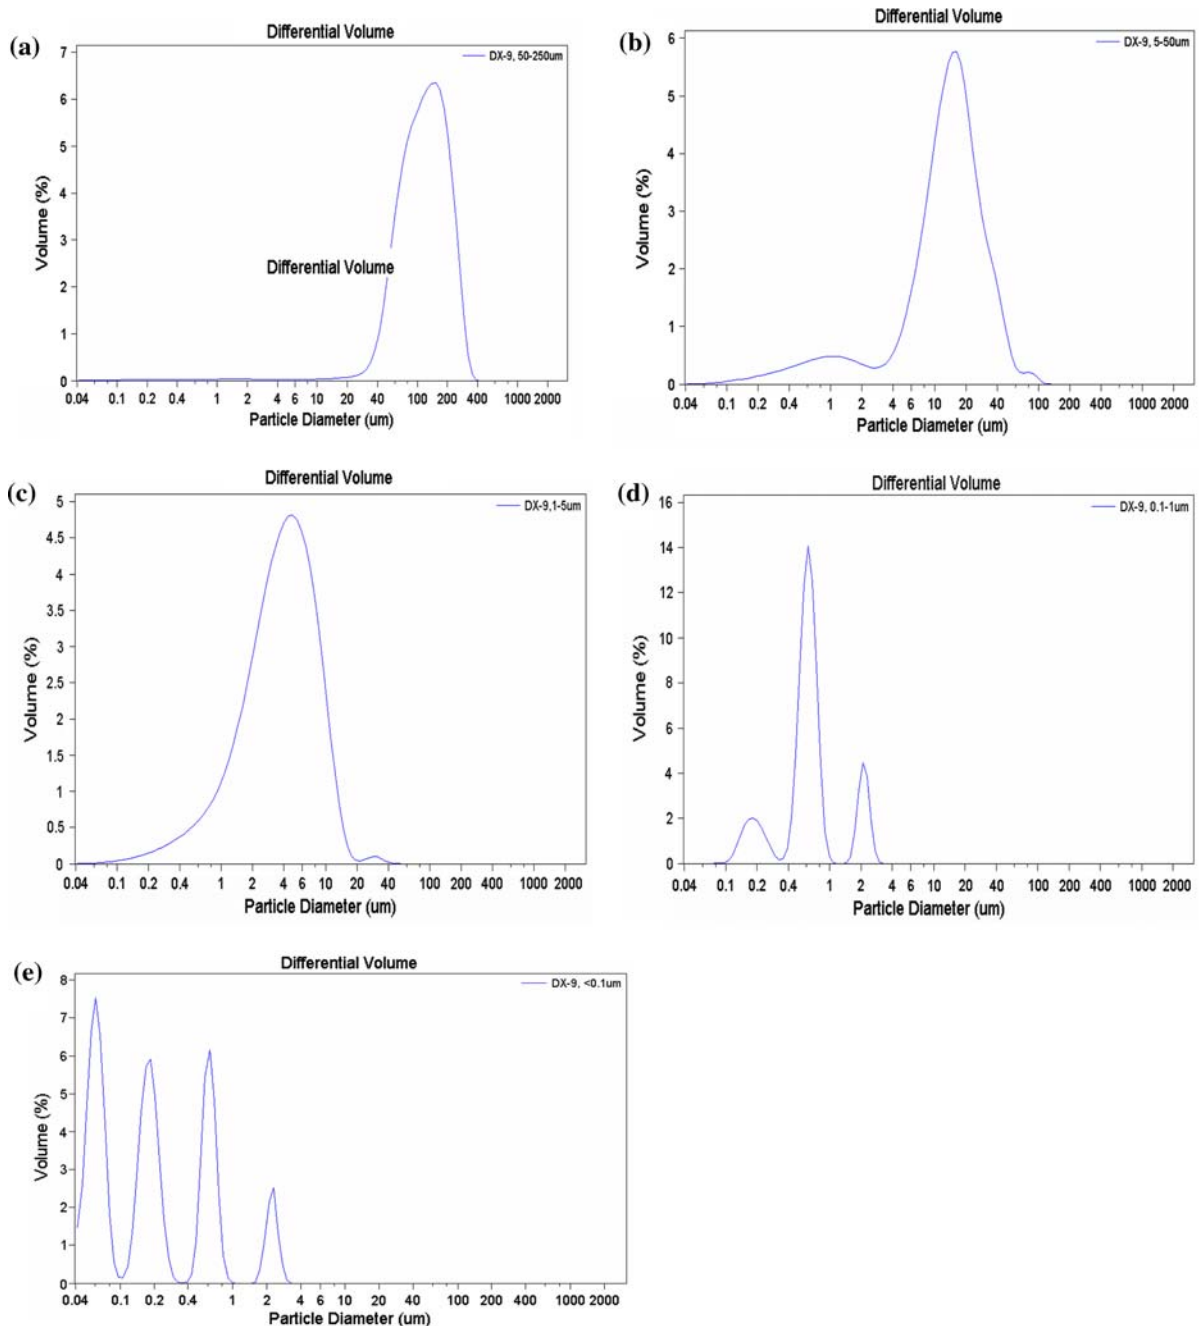 (a)
Differential Volume
DX-9, 50-250um
7
6
5
4
3
2
1
0
Volume (%)
Differential Volume
0.04 0.1 0.2 0.4 1 2 4 6 10 20 40 100 200 400 1000 2000
Particle Diameter (um)
(b)
Differential Volume
DX-9, 5-50um
6
5
4
3
2
1
0
Volume (%)
0.04 0.1 0.2 0.4 1 2 4 6 10 20 40 100 200 400 1000 2000
Particle Diameter (um)
(c)
Differential Volume
DX-9,1-5um
5
4.5
4
3.5
3
2.5
2
1.5
1
0.5
0
Volume (%)
0.04 0.1 0.2 0.4 1 2 4 6 10 20 40 100 200 400 1000 2000
Particle Diameter (um)
(d)
Differential Volume
DX-9, 0.1-1um
16
14
12
10
8
6
4
2
0
Volume (%)
0.04 0.1 0.2 0.4 1 2 4 6 10 20 40 100 200 400 1000 2000
Particle Diameter (um)
(e)
Differential Volume
DX-9, <0.1um
8
7
6
5
4
3
2
1
0
Volume (%)
0.04 0.1 0.2 0.4 1 2 4 6 10 20 40 100 200 400 1000 2000
Particle Diameter (um)